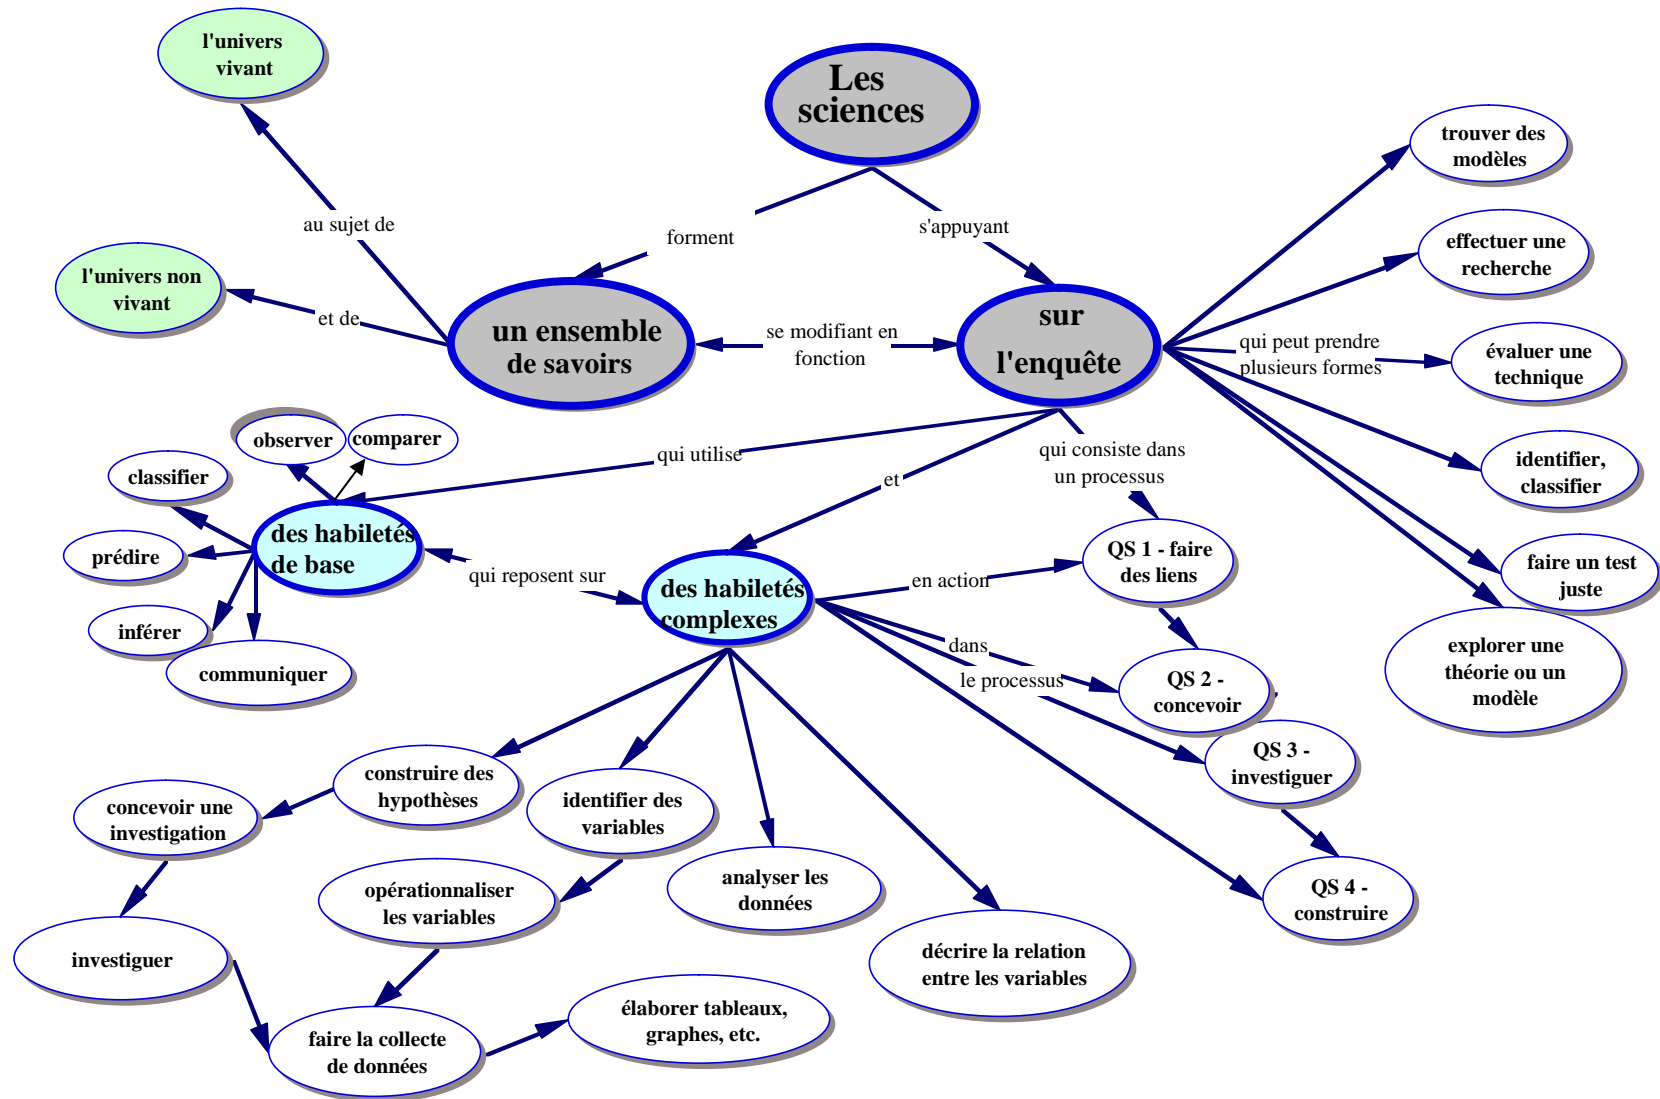 l'univers
vivant
Les
sciences
trouver des
modèles
au sujet de
forment
s'appuyant
effectuer une
recherche
l'univers non
vivant
et de
un ensemble
de savoirs
se modifiant en
fonction
sur
l'enquête
qui peut prendre
plusieurs formes
évaluer une
technique
observer
comparer
classifier
qui utilise
et
qui consiste dans
un processus
identifier,
classifier
prédire
des habiletés
de base
qui reposent sur
des habiletés
complexes
en action
QS 1 - faire
des liens
faire un test
juste
inférer
communiquer
dans
le processus
QS 2 -
concevoir
explorer une
théorie ou un
modèle
QS 3 -
investiguer
concevoir une
investigation
construire des
hypothèses
identifier des
variables
opérationnaliser
les variables
analyser les
données
QS 4 -
construire
investiguer
décrire la relation
entre les variables
faire la collecte
de données
élaborer tableaux,
graphes, etc.